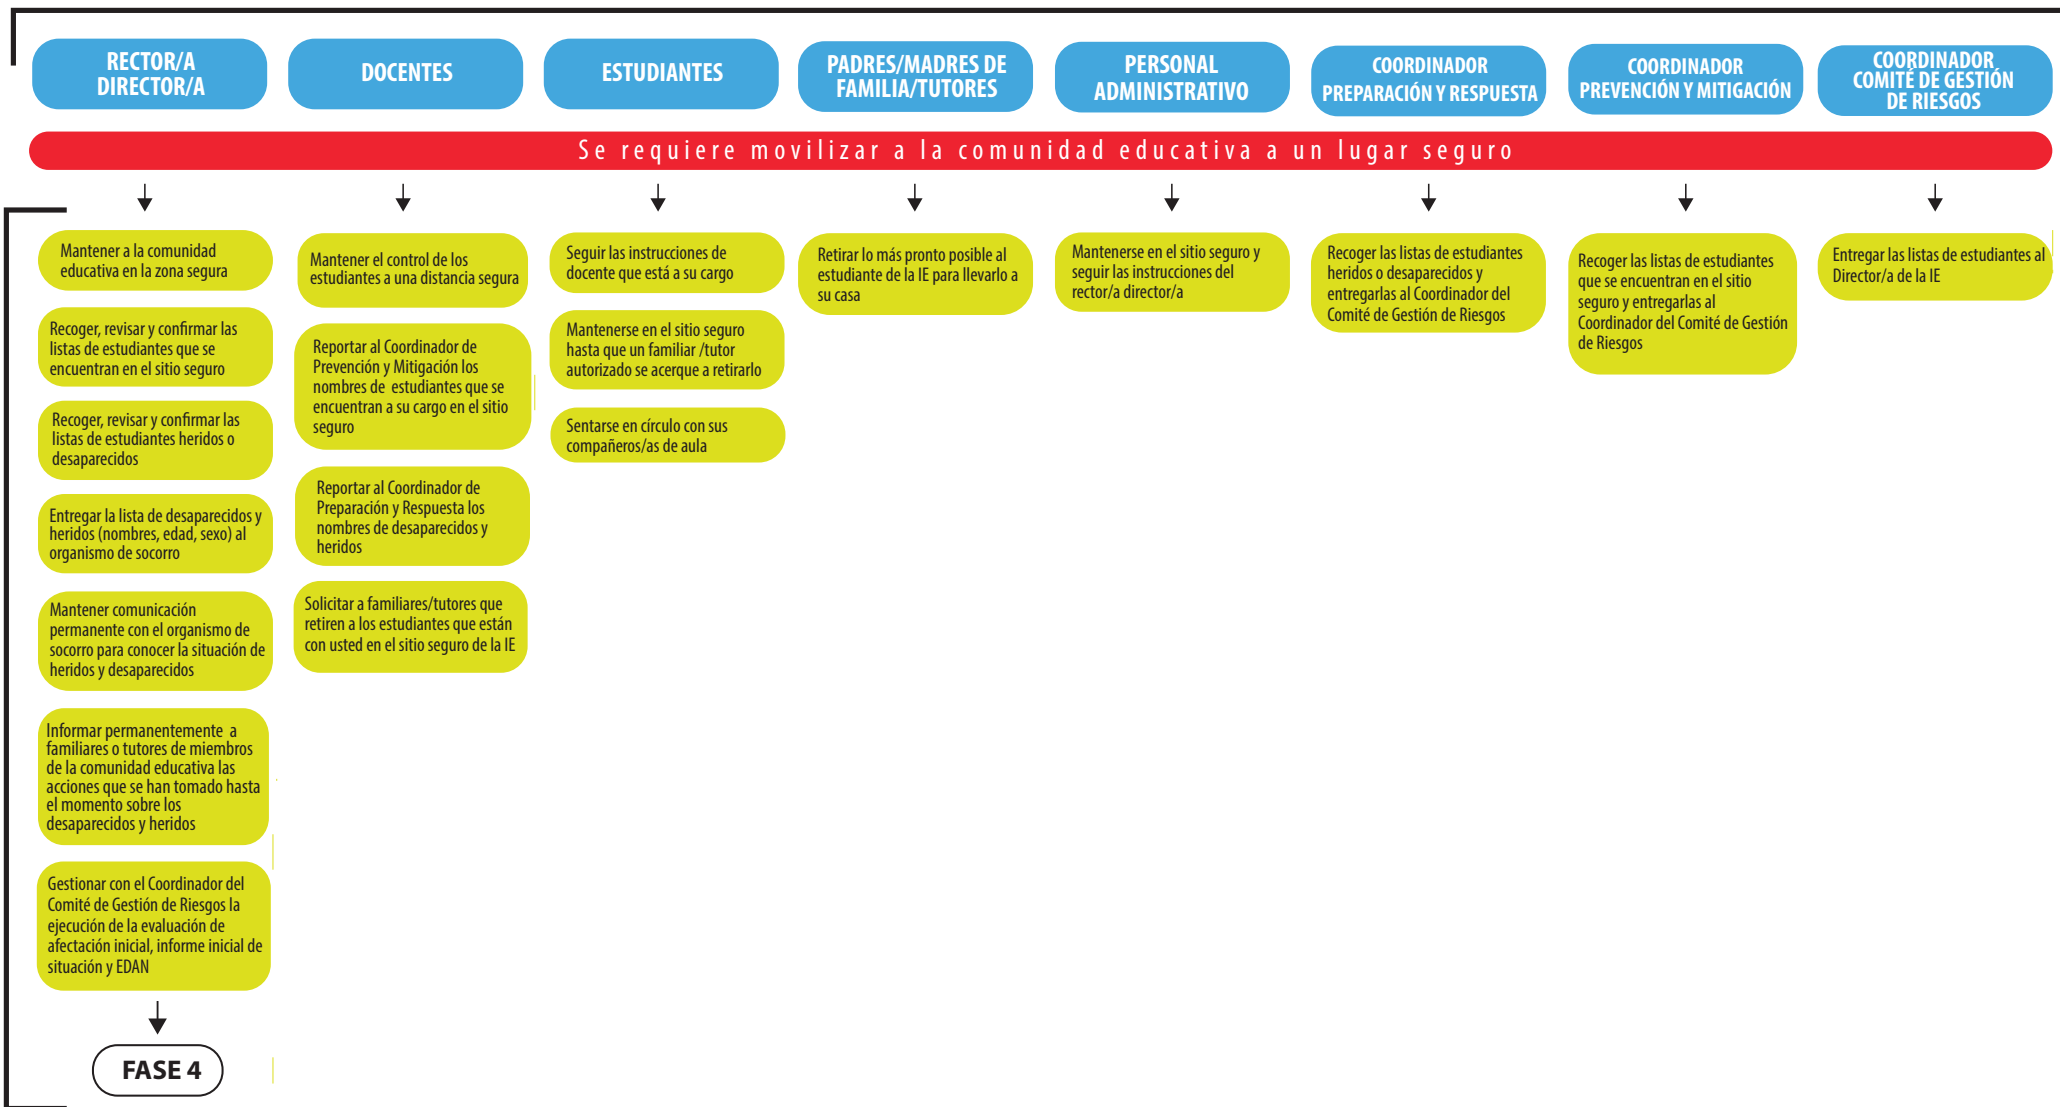 RECTOR/A
DIRECTOR/A
DOCENTES
ESTUDIANTES
PADRES/MADRES DE
FAMILIA/TUTORES
PERSONAL
ADMINISTRATIVO
COORDINADOR
PREPARACIÓN Y RESPUESTA
COORDINADOR
PREVENCIÓN Y MITIGACIÓN
COORDINADOR
COMITÉ DE GESTIÓN
DE RIESGOS
Se requiere movilizar a la comunidad educativa a un lugar seguro
Mantener a la comunidad
educativa en la zona segura
Recoger, revisar y confirmar las
listas de estudiantes que se
encuentran en el sitio seguro
Recoger, revisar y confirmar las
listas de estudiantes heridos o
desaparecidos
Entregar la lista de desaparecidos y
heridos (nombres, edad, sexo) al
organismo de socorro
Mantener comunicación
permanente con el organismo de
socorro para conocer la situación de
heridos y desaparecidos
Informar permanentemente a
familiares o tutores de miembros
de la comunidad educativa las
acciones que se han tomado hasta
el momento sobre los
desaparecidos y heridos
Gestionar con el Coordinador del
Comité de Gestión de Riesgos la
ejecución de la evaluación de
afectación inicial, informe inicial de
situación y EDAN
FASE 4
Mantener el control de los
estudiantes a una distancia segura
Reportar al Coordinador de
Prevención y Mitigación los
nombres de estudiantes que se
encuentran a su cargo en el sitio
seguro
Reportar al Coordinador de
Preparación y Respuesta los
nombres de desaparecidos y
heridos
Solicitar a familiares/tutores que
retiren a los estudiantes que están
con usted en el sitio seguro de la IE
Seguir las instrucciones de
docente que está a su cargo
Mantenerse en el sitio seguro
hasta que un familiar /tutor
autorizado se acerque a retirarlo
Sentarse en círculo con sus
compañeros/as de aula
Retirar lo más pronto posible al
estudiante de la IE para llevarlo a
su casa
Mantenerse en el sitio seguro y
seguir las instrucciones del
rector/a director/a
Recoger las listas de estudiantes
heridos o desaparecidos y
entregarlas al Coordinador del
Comité de Gestión de Riesgos
Recoger las listas de estudiantes
que se encuentran en el sitio
seguro y entregarlas al
Coordinador del Comité de Gestión
de Riesgos
Entregar las listas de estudiantes al
Director/a de la IE